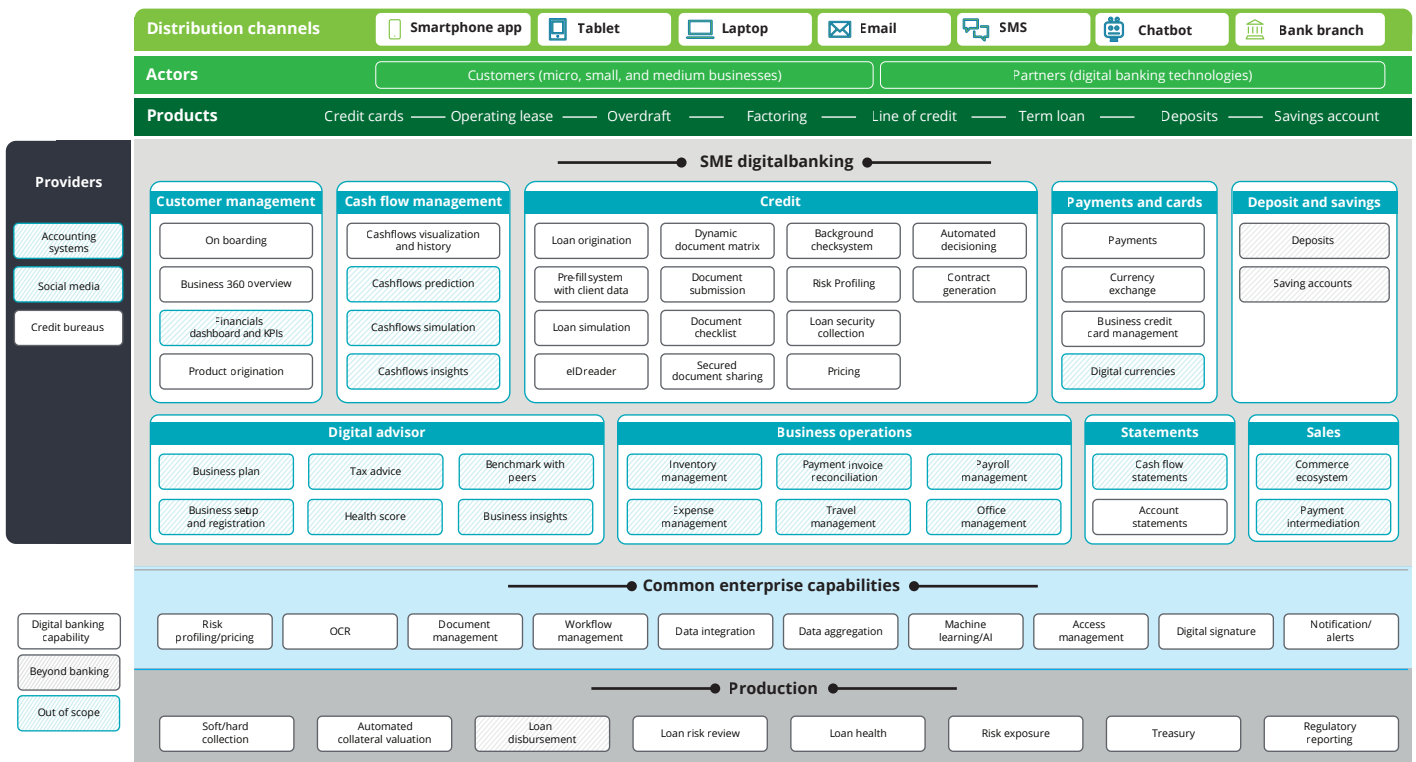 Distribution channels
Smartphone app
Tablet
Laptop
Email
SMS
Chatbot
Bank branch
Actors
Customers (micro, small, and medium businesses)
Partners (digital banking technologies)
Products
Credit cards
Operating lease
Overdraft
Factoring
Line of credit
Term loan
Deposits
Savings account
Providers
Accounting
systems
Social media
Credit bureaus
SME digitalbanking
Customer management
On boarding
Business 360 overview
Financials
dashboard and KPIs
Product origination
Cash flow management
Cashflows visualization
and history
Cashflows prediction
Cashflows simulation
Cashflows insights
Credit
Loan origination
Dynamic
document matrix
Background
checksystem
Automated
decisioning
Pre-fill system
with client data
Document
submission
Risk Profiling
Contract
generation
Loan simulation
Document
checklist
Loan security
collection
eIDreader
Secured
document sharing
Pricing
Payments and cards
Payments
Currency
exchange
Business credit
card management
Digital currencies
Deposit and savings
Deposits
Saving accounts
Digital advisor
Business plan
Tax advice
Benchmark with
peers
Business setup
and registration
Health score
Business insights
Business operations
Inventory
management
Payment invoice
reconciliation
Payroll
management
Expense
management
Travel
management
Office
management
Statements
Cash flow
statements
Account
statements
Sales
Commerce
ecosystem
Payment
intermediation
Common enterprise capabilities
Risk
profiling/pricing
OCR
Document
management
Workflow
management
Data integration
Data aggregation
Machine
learning/AI
Access
management
Digital signature
Notification/
alerts
Production
Soft/hard
collection
Automated
collateral valuation
Loan
disbursement
Loan risk review
Loan health
Risk exposure
Treasury
Regulatory
reporting
Digital banking
capability
Beyond banking
Out of scope